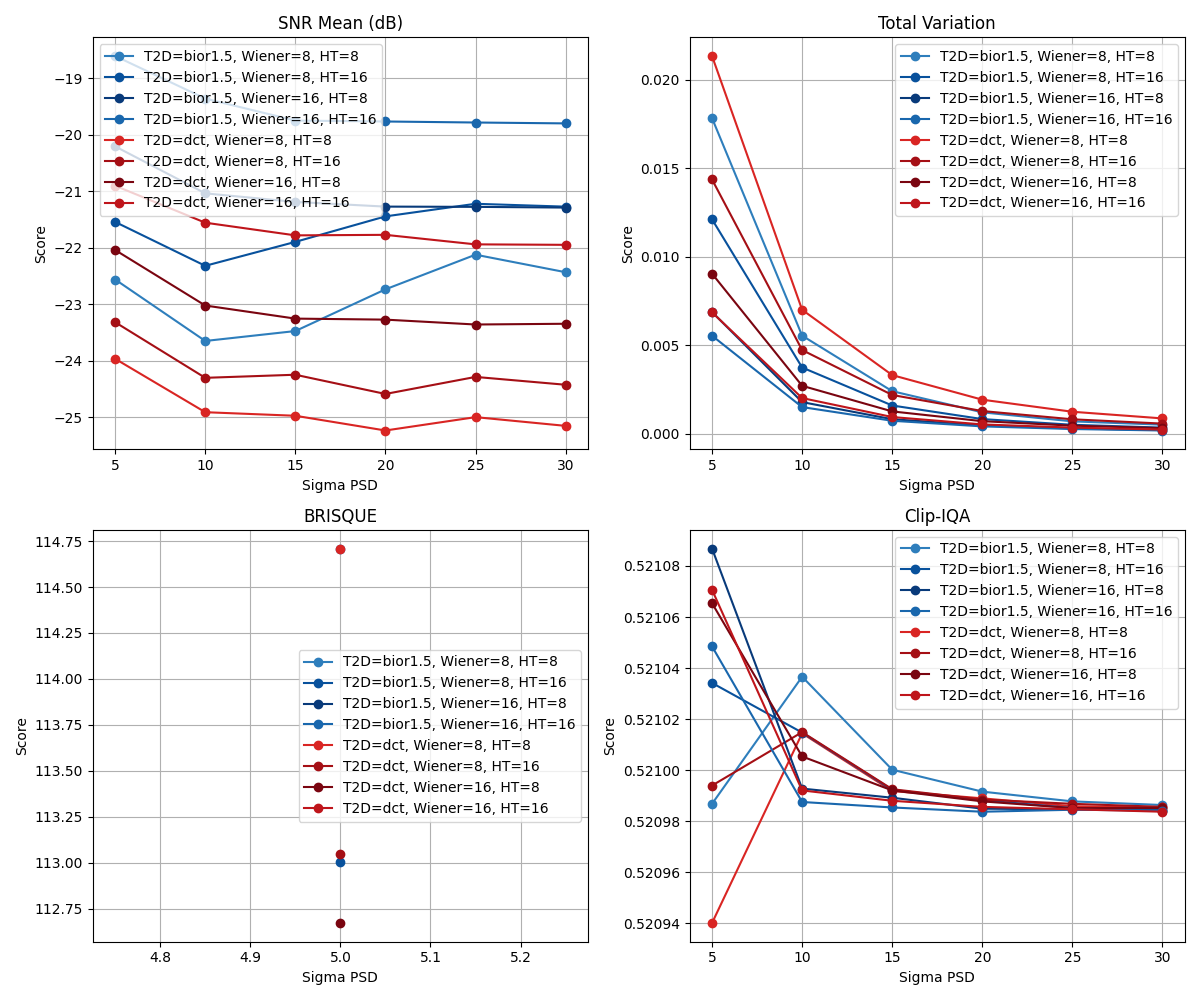 SNR Mean (dB)
T2D=bior1.5, Wiener=8, HT=8
T2D=bior1.5, Wiener=8, HT=16
T2D=bior1.5, Wiener=16, HT=8
T2D=bior1.5, Wiener=16, HT=16
T2D=dct, Wiener=8, HT=8
T2D=dct, Wiener=8, HT=16
T2D=dct, Wiener=16, HT=8
T2D=dct, Wiener=16, HT=16
−19
−20
−21
−22
−23
−24
−25
Score
5 10 15 20 25 30
Sigma PSD
Total Variation
T2D=bior1.5, Wiener=8, HT=8
T2D=bior1.5, Wiener=8, HT=16
T2D=bior1.5, Wiener=16, HT=8
T2D=bior1.5, Wiener=16, HT=16
T2D=dct, Wiener=8, HT=8
T2D=dct, Wiener=8, HT=16
T2D=dct, Wiener=16, HT=8
T2D=dct, Wiener=16, HT=16
0.020
0.015
0.010
0.005
0.000
Score
5 10 15 20 25 30
Sigma PSD
BRISQUE
114.75
114.50
114.25
114.00
113.75
113.50
113.25
113.00
112.75
Score
T2D=bior1.5, Wiener=8, HT=8
T2D=bior1.5, Wiener=8, HT=16
T2D=bior1.5, Wiener=16, HT=8
T2D=bior1.5, Wiener=16, HT=16
T2D=dct, Wiener=8, HT=8
T2D=dct, Wiener=8, HT=16
T2D=dct, Wiener=16, HT=8
T2D=dct, Wiener=16, HT=16
4.8 4.9 5.0 5.1 5.2
Sigma PSD
Clip-IQA
T2D=bior1.5, Wiener=8, HT=8
T2D=bior1.5, Wiener=8, HT=16
T2D=bior1.5, Wiener=16, HT=8
T2D=bior1.5, Wiener=16, HT=16
T2D=dct, Wiener=8, HT=8
T2D=dct, Wiener=8, HT=16
T2D=dct, Wiener=16, HT=8
T2D=dct, Wiener=16, HT=16
0.52108
0.52106
0.52104
0.52102
0.52100
0.52098
0.52096
0.52094
Score
5 10 15 20 25 30
Sigma PSD